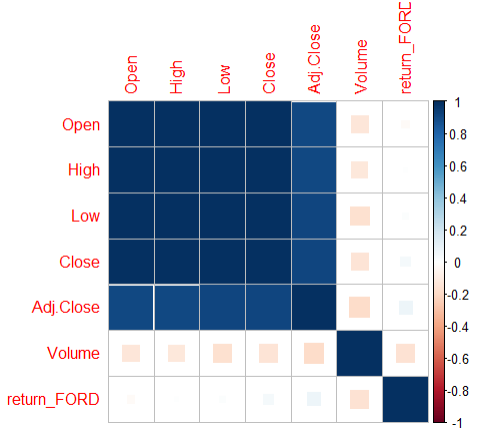 Open
High
Low
Close
Adj.Close
Volume
return_FORD
Open
High
Low
Close
Adj.Close
Volume
return_FORD
1
0.8
0.6
0.4
0.2
0
-0.2
-0.4
-0.6
-0.8
-1